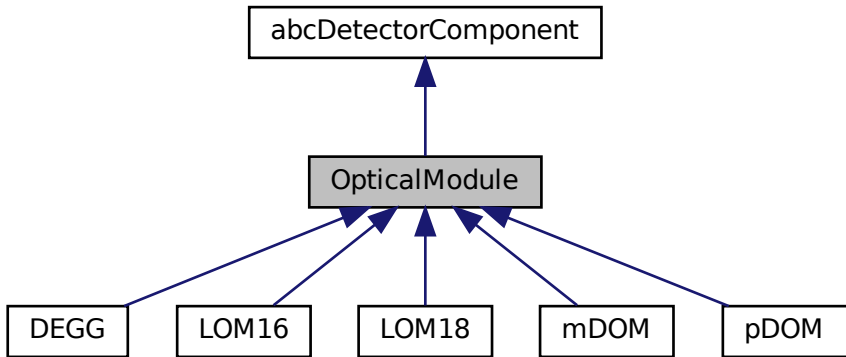 abcDetectorComponent
OpticalModule
DEGG
LOM16
LOM18
mDOM
pDOM